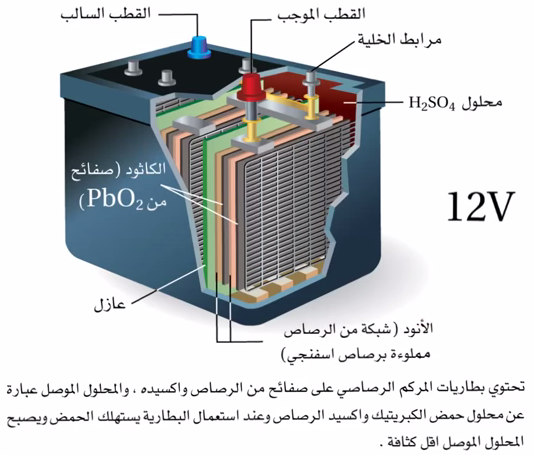 القطب السالب
القطب الموجب
مرابط الخلية
محلول H₂SO₄
الكاثود (صفائح
من PbO₂)
12V
عازل
الأنود (شبكة من الرصاص
مملوءة برصاص اسفنجي)
تحتوي بطاريات المركم الرصاصي على صفائح من الرصاص واكسيده ، والمحلول الموصل عبارة
عن محلول حمض الكبريتيك واكسيد الرصاص وعند استعمال البطارية يستهلك الحمض ويصبح
المحلول الموصل اقل كثافة .